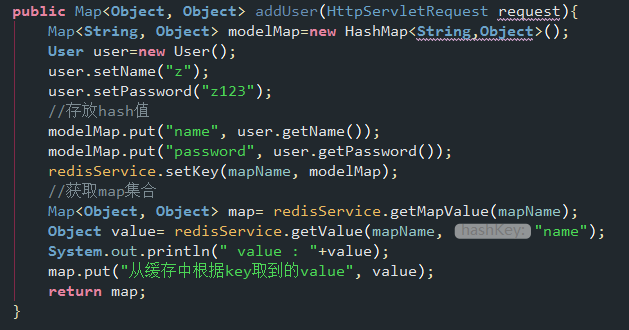 public Map<Object, Object> addUser(HttpServletRequest request){
Map<String, Object> modelMap=new HashMap<String,Object>();
User user=new User();
user.setName("z");
user.setPassword("z123");
//存放hash值
modelMap.put("name", user.getName());
modelMap.put("password", user.getPassword());
redisService.setKey(mapName, modelMap);
//获取map集合
Map<Object, Object> map= redisService.getMapValue(mapName);
Object value= redisService.getValue(mapName, hashKey: "name");
System.out.println(" value : "+value);
map.put("从缓存中根据key取到的value", value);
return map;
}